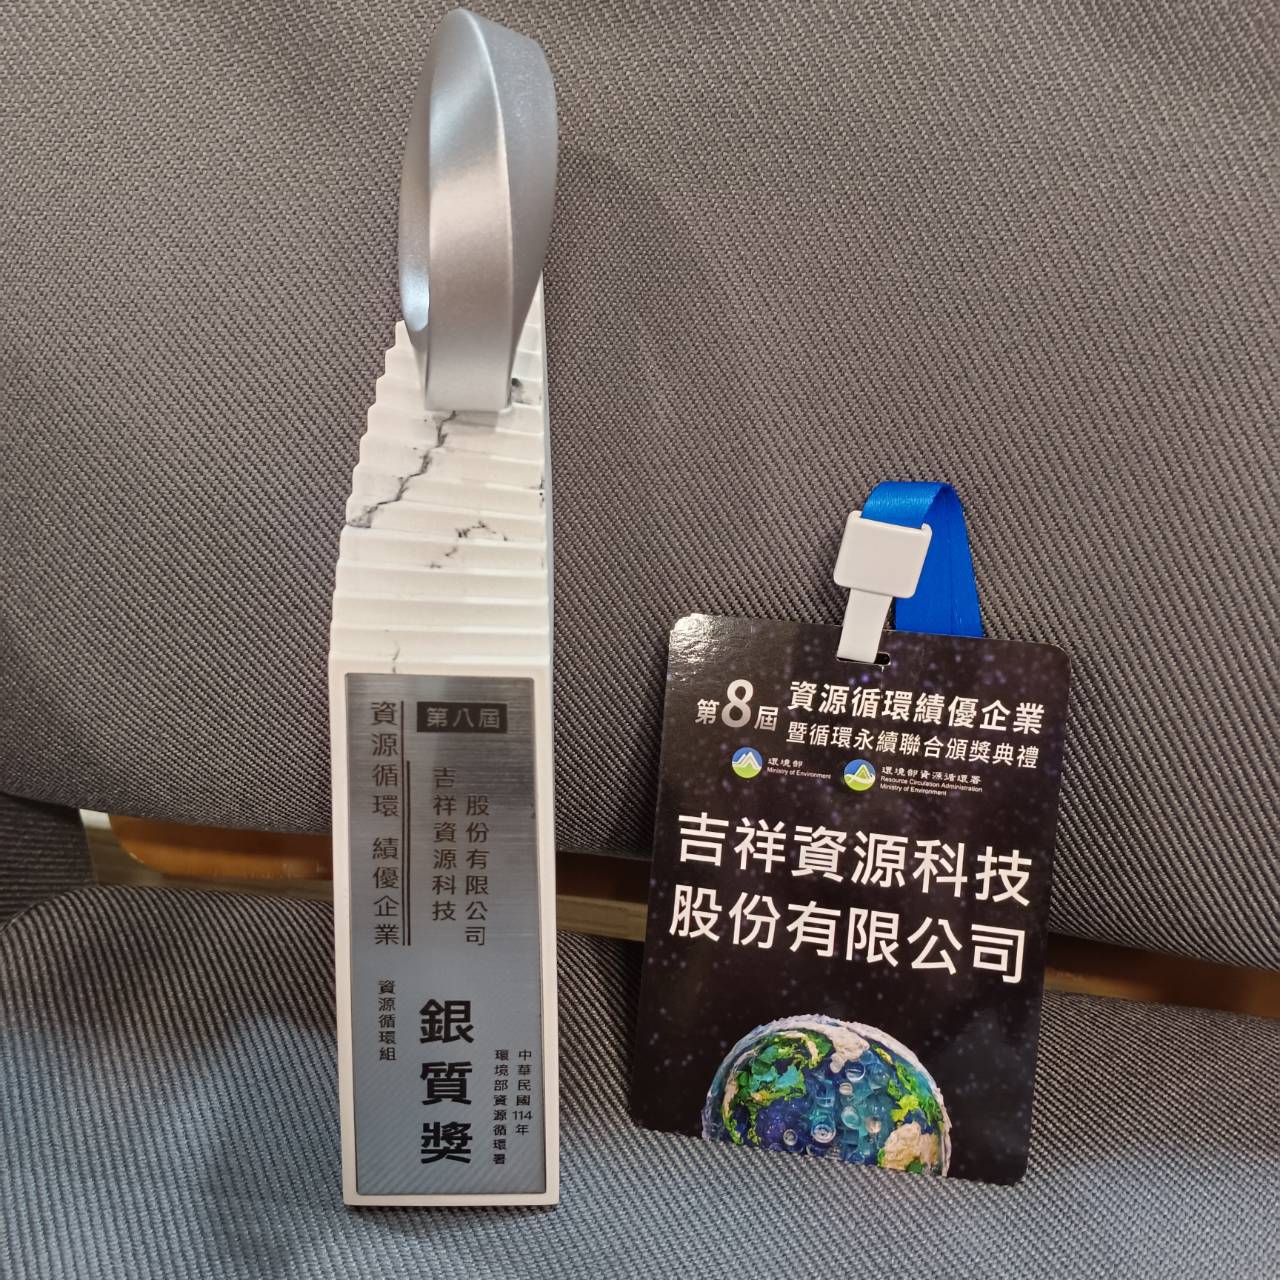 第八屆
資源循環 績優企業
吉祥資源科技
股份有限公司
資源循環組
銀質獎
環境部資源循環署
中華民國114年
第8屆
資源循環績優企業
暨循環永續聯合頒獎典禮
環境部
Ministry of Environment
環境部資源循環署
Resource Circulation Administration
Ministry of Environment
吉祥資源科技
股份有限公司